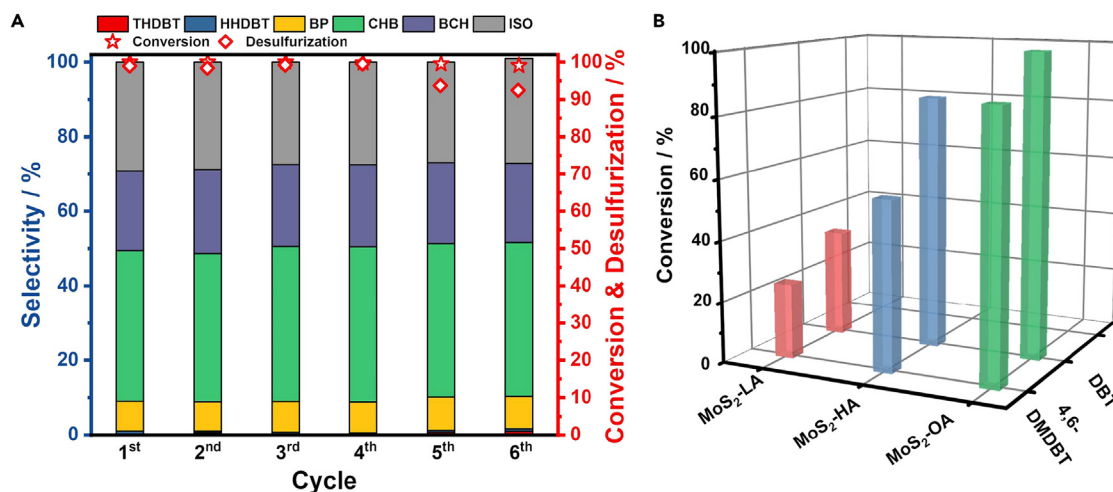 A
THDBT HHDBT BP CHB BCH ISO
Conversion Desulfurization
Selectivity / %
100
80
60
40
20
0
Conversion & Desulfurization / %
100
90
80
70
60
50
40
30
20
10
0
1st 2nd 3rd 4th 5th 6th
Cycle
B
Conversion / %
100
80
60
40
20
0
MoS2-LA
MoS2-HA
MoS2-OA
4,6-
DMDBT
DBT